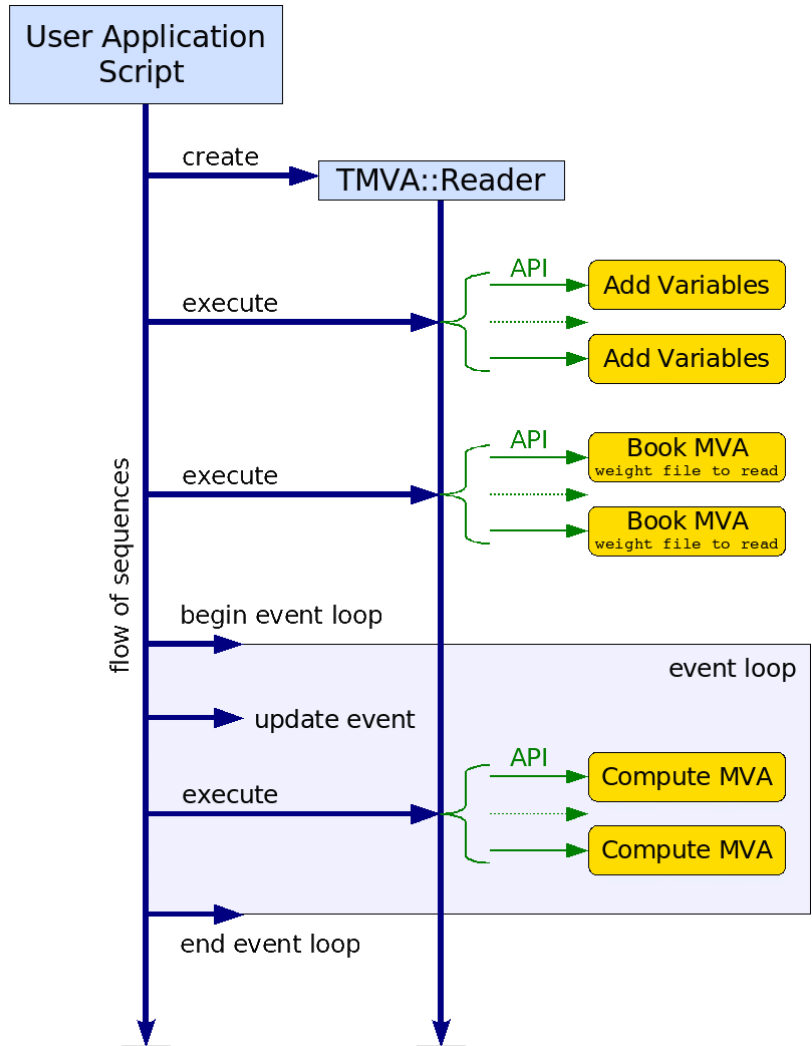 User Application
Script
create
TMVA::Reader
API
Add Variables
execute
Add Variables
API
Book MVA
weight file to read
execute
Book MVA
weight file to read
flow of sequences
begin event loop
event loop
update event
API
Compute MVA
execute
Compute MVA
end event loop